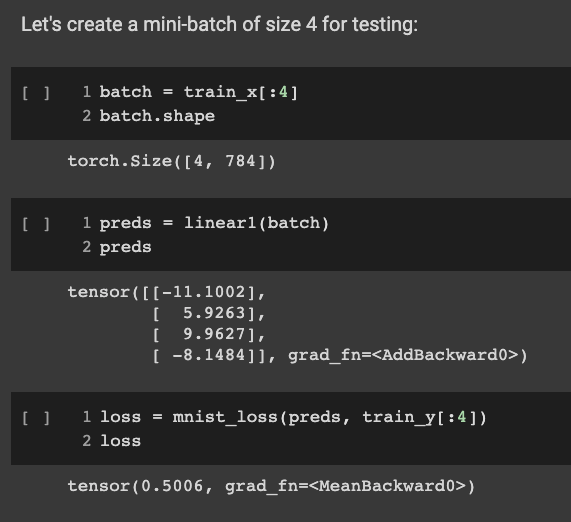 Let's create a mini-batch of size 4 for testing:
[ ] 1 batch = train_x[:4]
2 batch.shape
torch.Size([4, 784])
[ ] 1 preds = linear1(batch)
2 preds
tensor([[-11.1002],
[ 5.9263],
[ 9.9627],
[ -8.1484]], grad_fn=<AddBackward0>)
[ ] 1 loss = mnist_loss(preds, train_y[:4])
2 loss
tensor(0.5006, grad_fn=<MeanBackward0>)